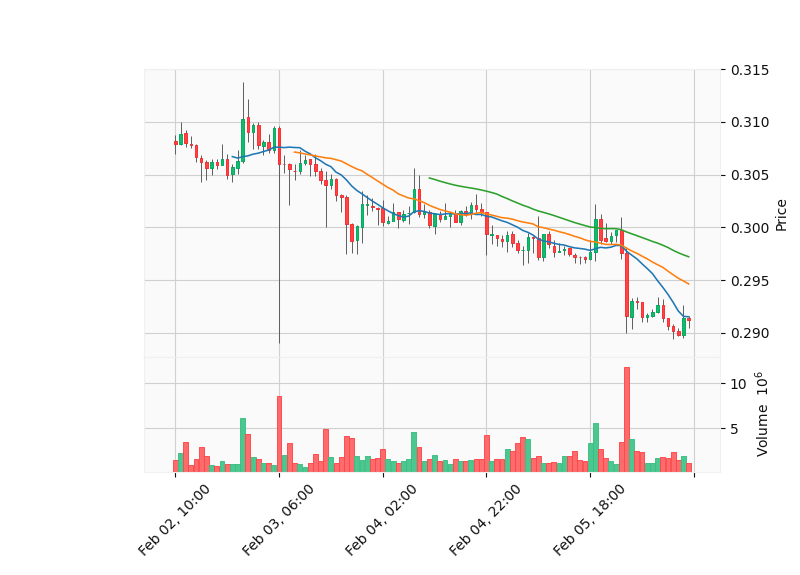 0.315
0.310
0.305
0.300
0.295
0.290
Price
10
5
Volume 10^6
Feb 02, 10:00
Feb 03, 06:00
Feb 04, 02:00
Feb 04, 22:00
Feb 05, 18:00